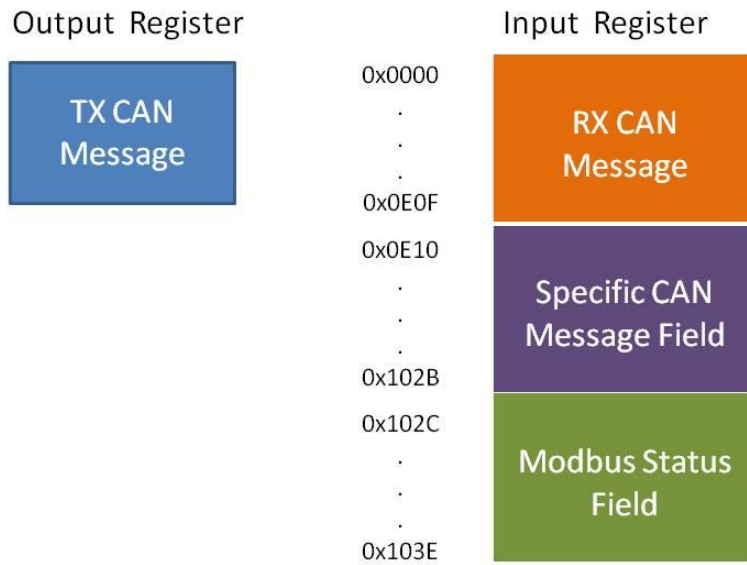 Output Register
Input Register
TX CAN
Message
0x0000
.
.
.
0x0E0F
0x0E10
.
.
.
0x102B
0x102C
.
.
.
0x103E
RX CAN
Message
Specific CAN
Message Field
Modbus Status
Field